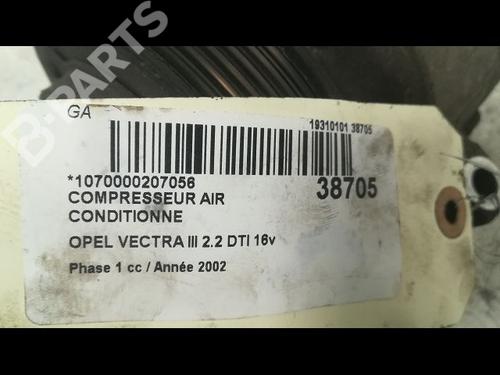 B-PARTS
GA
19310101 38705
*1070000207056
38705
COMPRESSEUR AIR
CONDITIONNE
OPEL VECTRA III 2.2 DTI 16v
Phase 1 cc / Année 2002